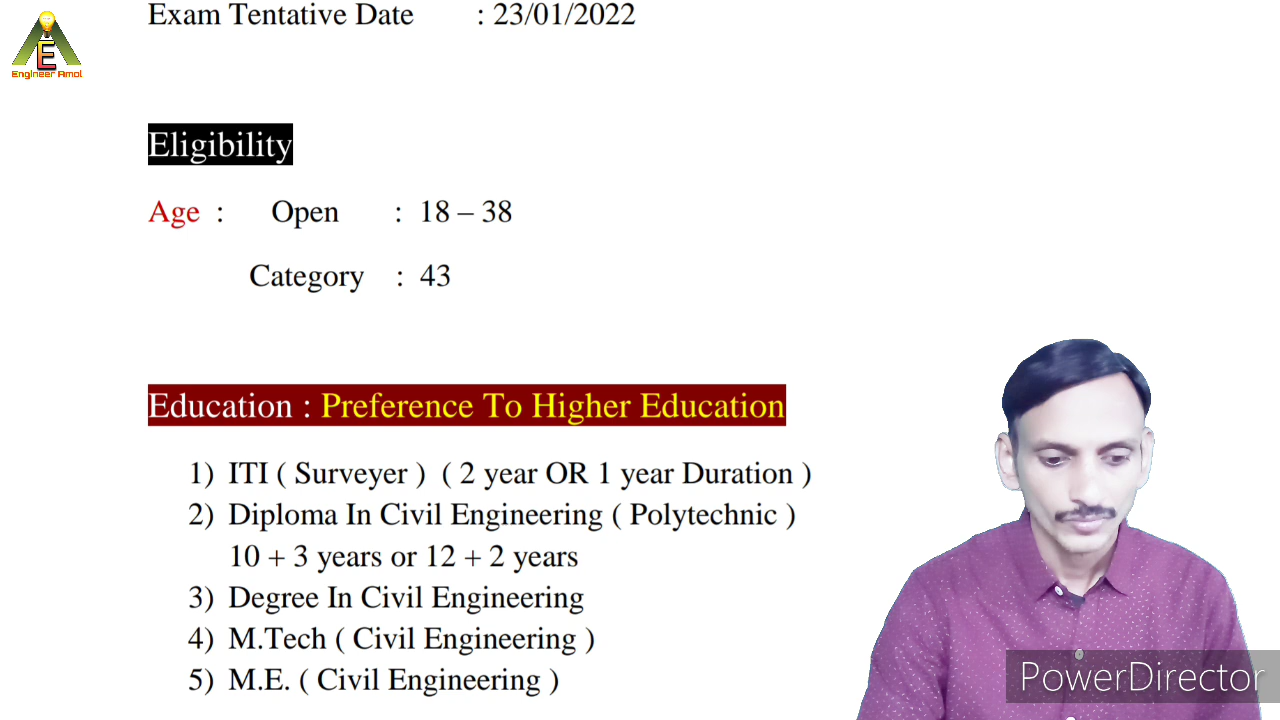 Exam Tentative Date : 23/01/2022
E
Engineer Amol
Eligibility
Age : Open : 18 – 38
Category : 43
Education : Preference To Higher Education
1) ITI ( Surveyer ) ( 2 year OR 1 year Duration )
2) Diploma In Civil Engineering ( Polytechnic )
10 + 3 years or 12 + 2 years
3) Degree In Civil Engineering
4) M.Tech ( Civil Engineering )
5) M.E. ( Civil Engineering )
PowerDirector